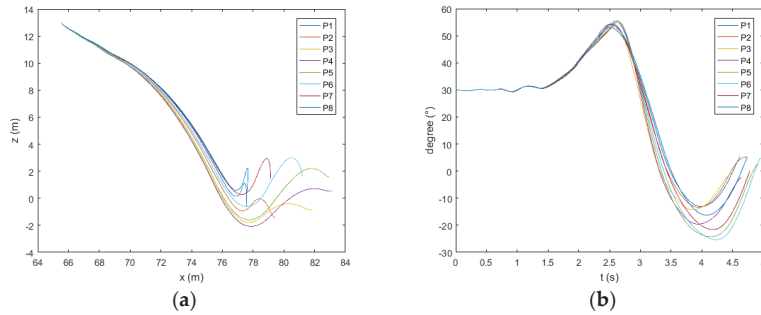 14
12
10
8
6
4
2
0
-2
-4
64 66 68 70 72 74 76 78 80 82 84
z (m)
x (m)
P1
P2
P3
P4
P5
P6
P7
P8
(a)
60
50
40
30
20
10
0
-10
-20
-30
0 0.5 1 1.5 2 2.5 3 3.5 4 4.5
degree (°)
t (s)
P1
P2
P3
P4
P5
P6
P7
P8
(b)